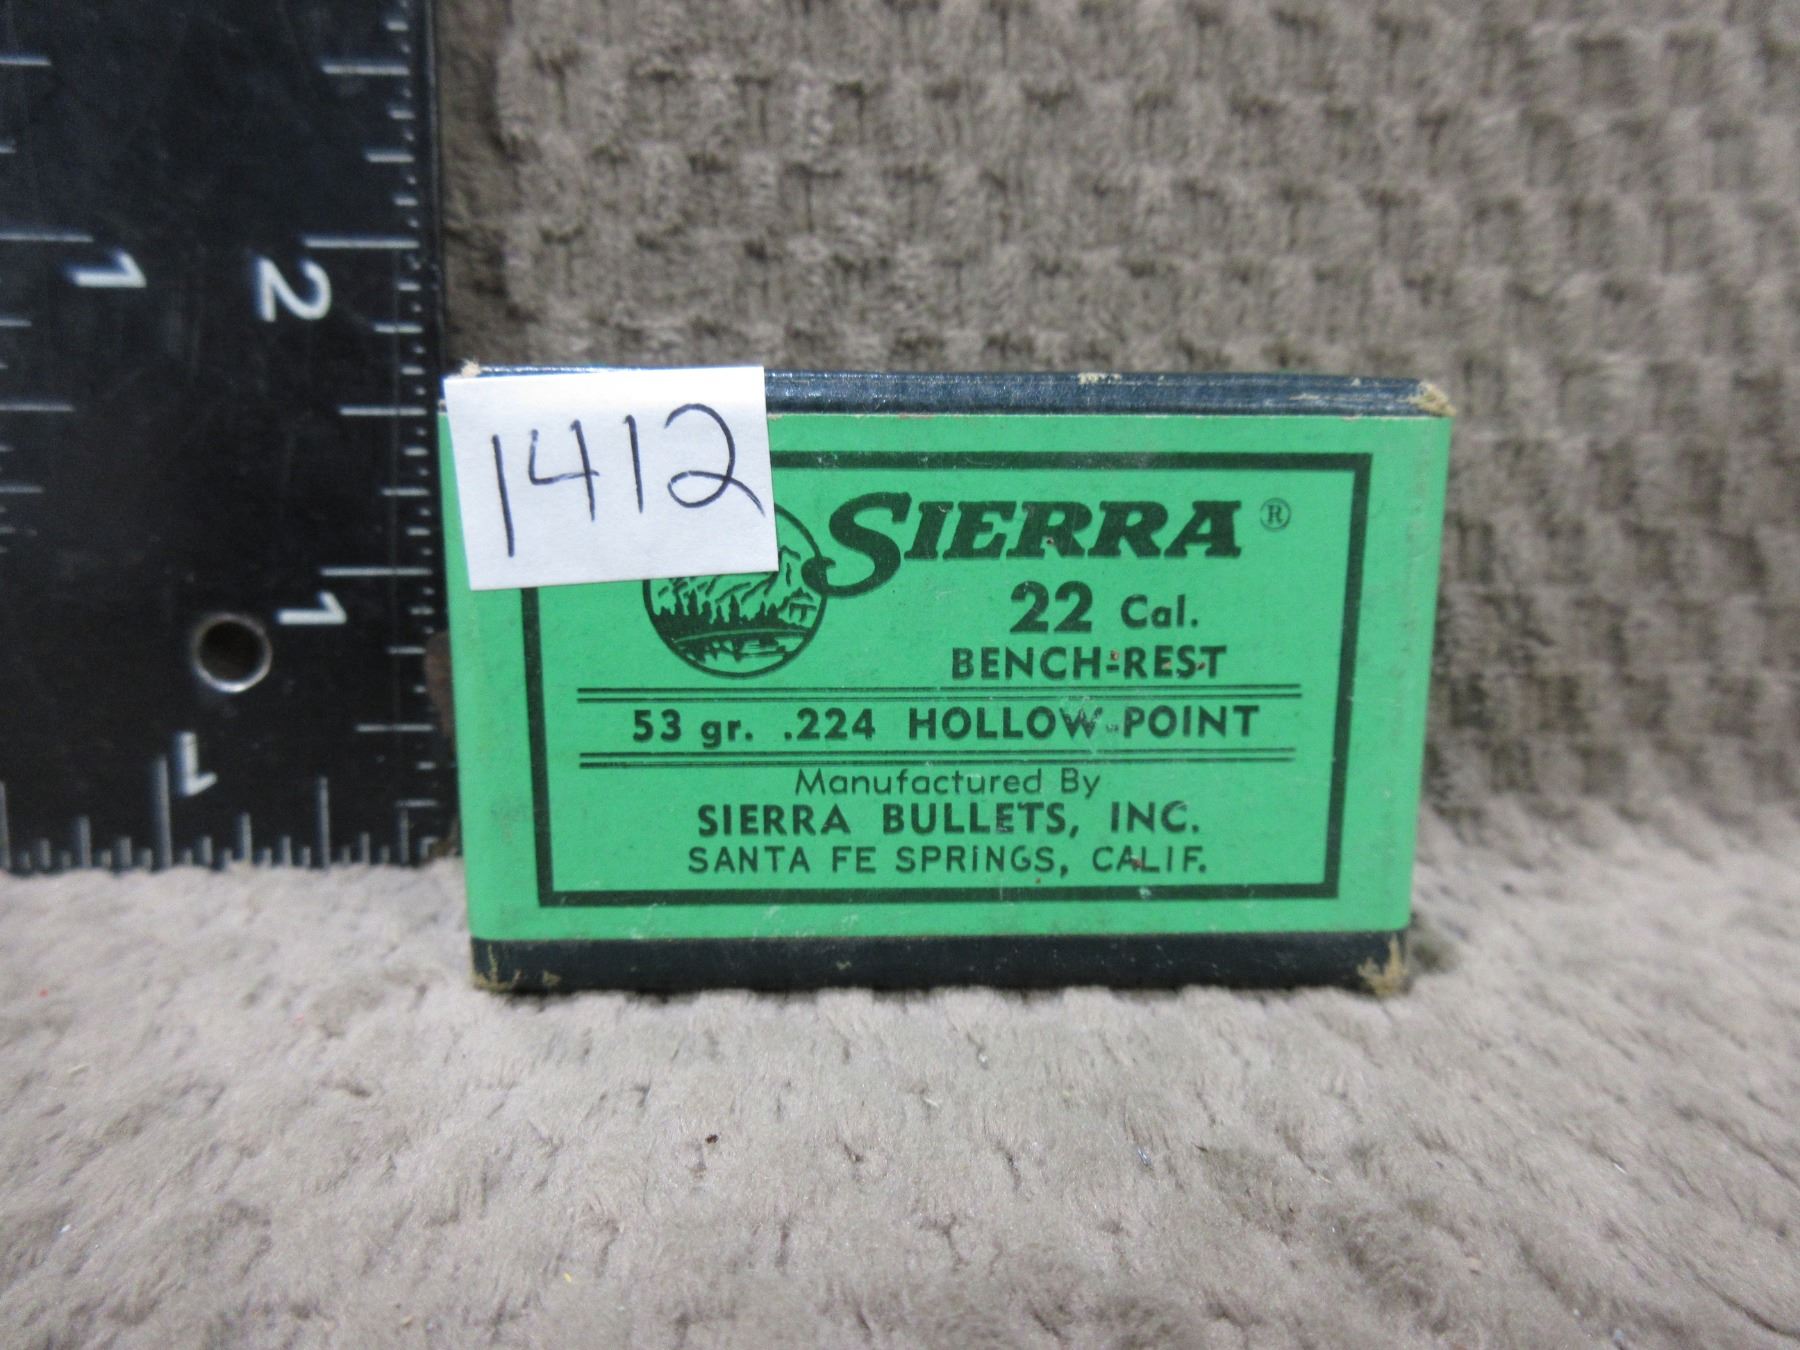 1
2
1
1
1412
SIERRA ®
22 Cal.
BENCH-REST
53 gr. .224 HOLLOW-POINT
Manufactured By
SIERRA BULLETS, INC.
SANTA FE SPRINGS, CALIF.